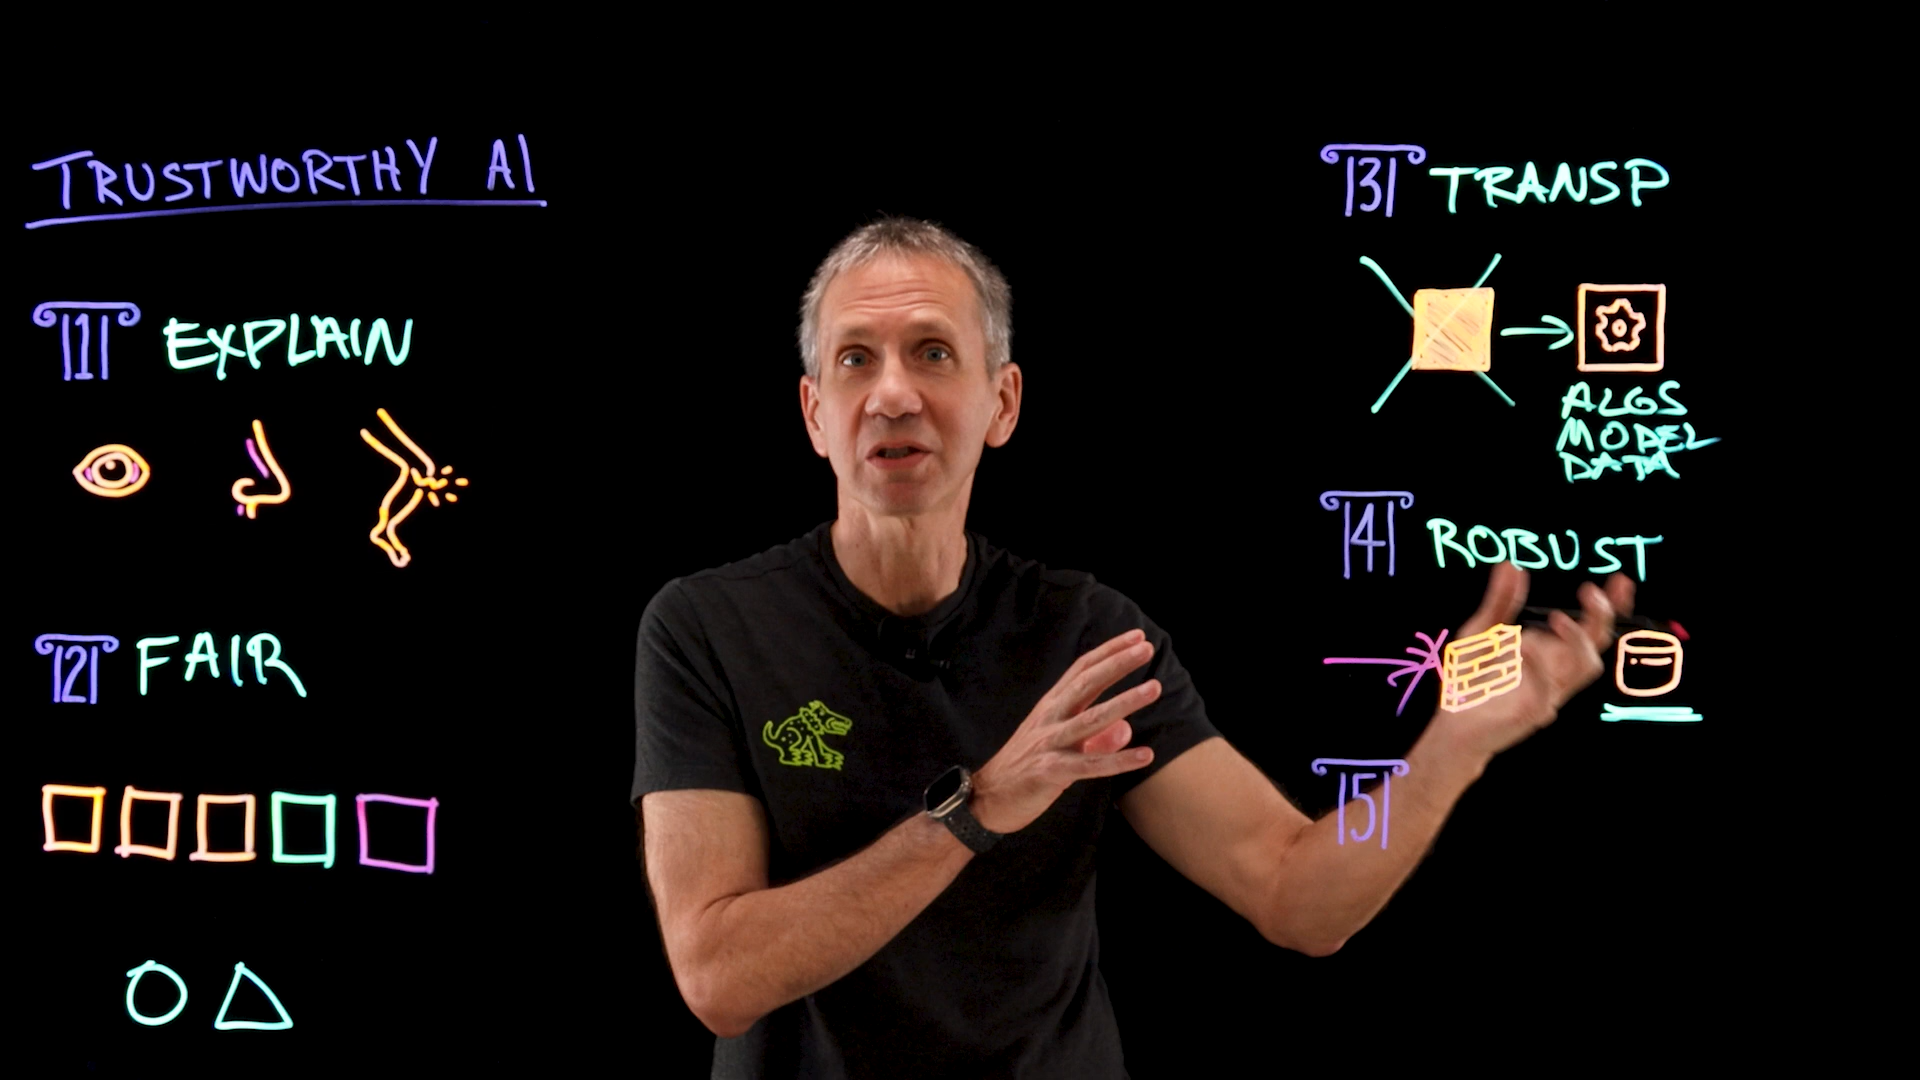 TRUSTWORTHY AI
1 EXPLAIN
2 FAIR
3 TRANSP
ALGS
MODEL
DATA
4 ROBUST
5